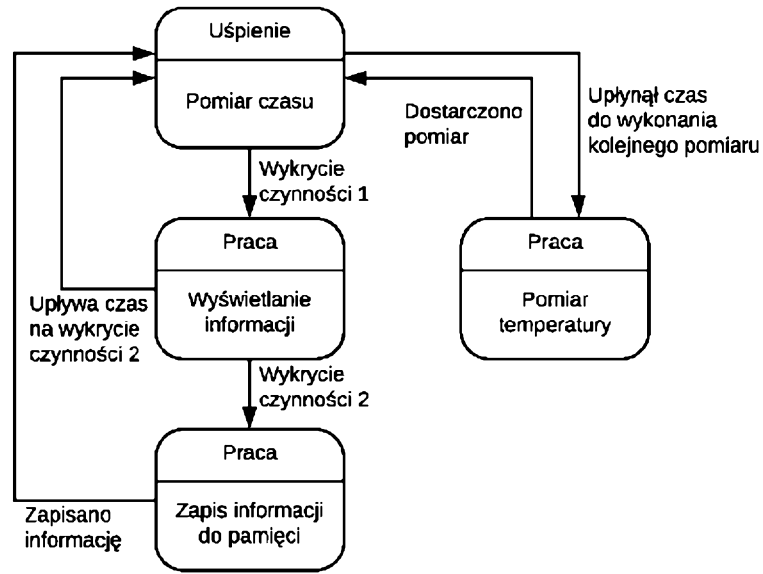 Uśpienie
Pomiar czasu
Dostarczono
pomiar
Upłynął czas
do wykonania
kolejnego pomiaru
Wykrycie
czynności 1
Praca
Wyświetlanie
informacji
Praca
Pomiar
temperatury
Upływa czas
na wykrycie
czynności 2
Wykrycie
czynności 2
Praca
Zapis informacji
do pamięci
Zapisano
informację